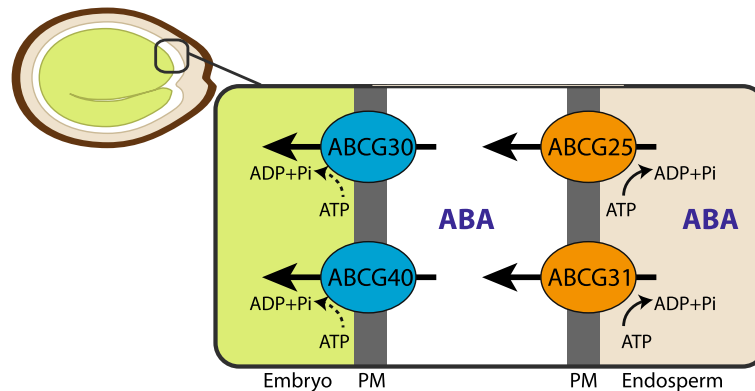 ABCG30
ABCG25
ADP+Pi
ADP+Pi
ATP
ATP
ABA
ABA
ABCG40
ABCG31
ADP+Pi
ADP+Pi
ATP
ATP
Embryo PM PM Endosperm